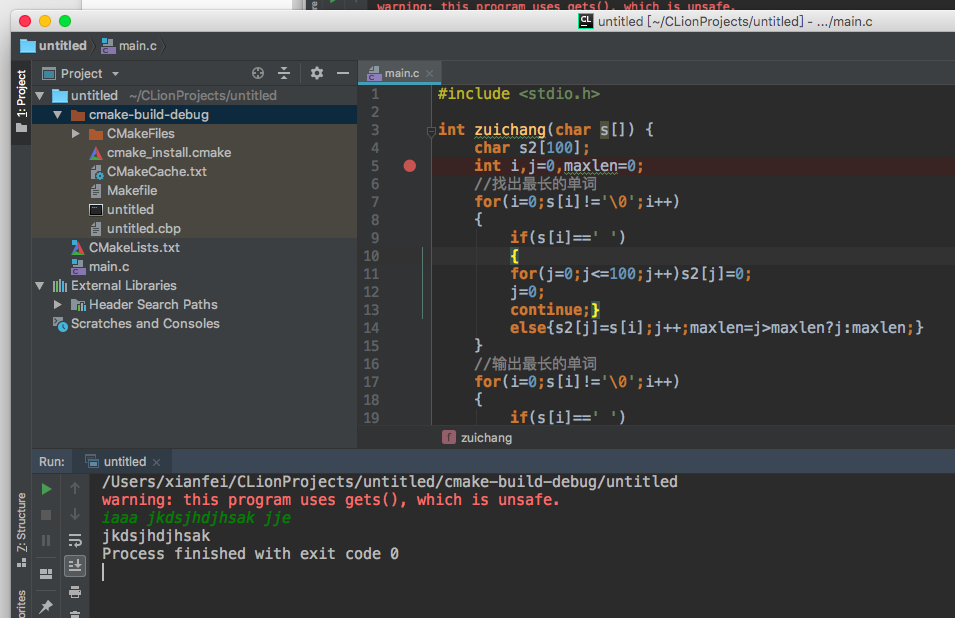 warning: this program uses gets(), which is unsafe.
untitled [~/CLionProjects/untitled] - .../main.c
untitled main.c
1: Project
Project
untitled ~/CLionProjects/untitled
cmake-build-debug
CMakeFiles
cmake_install.cmake
CMakeCache.txt
Makefile
untitled
untitled.cbp
CMakeLists.txt
main.c
External Libraries
Header Search Paths
Scratches and Consoles
main.c
1 #include <stdio.h>
2
3 int zuichang(char s[]) {
4 char s2[100];
5 int i,j=0,maxlen=0;
6 //找出最长的单词
7 for(i=0;s[i]!='\0';i++)
8 {
9 if(s[i]==' ')
10 {
11 for(j=0;j<=100;j++)s2[j]=0;
12 j=0;
13 continue;}
14 else{s2[j]=s[i];j++;maxlen=j>maxlen?j:maxlen;}
15 }
16 //输出最长的单词
17 for(i=0;s[i]!='\0';i++)
18 {
19 if(s[i]==' ')
f zuichang
Run: untitled
/Users/xianfei/CLionProjects/untitled/cmake-build-debug/untitled
warning: this program uses gets(), which is unsafe.
iaaa jkdsjhdjhsak jje
jkdsjhdjhsak
Process finished with exit code 0
Z: Structure